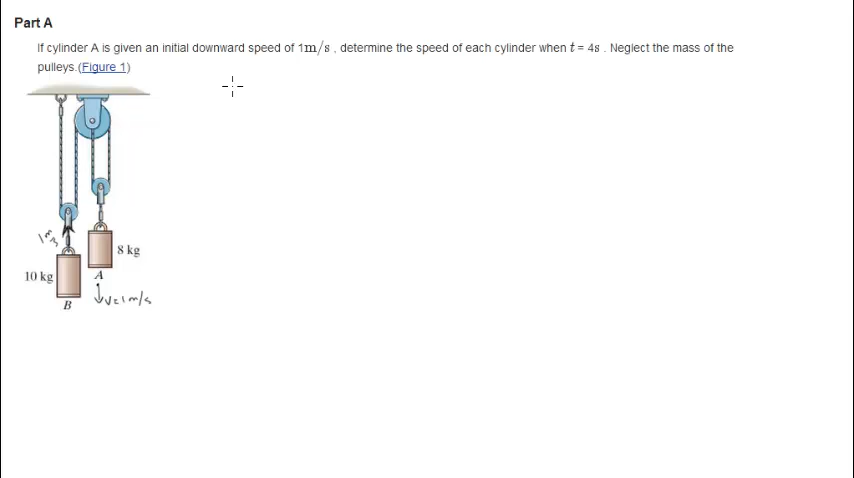 Part A
If cylinder A is given an initial downward speed of 1m/s , determine the speed of each cylinder when t = 4s . Neglect the mass of the
pulleys.(Figure 1)
8 kg
10 kg
A
v=1m/s
B